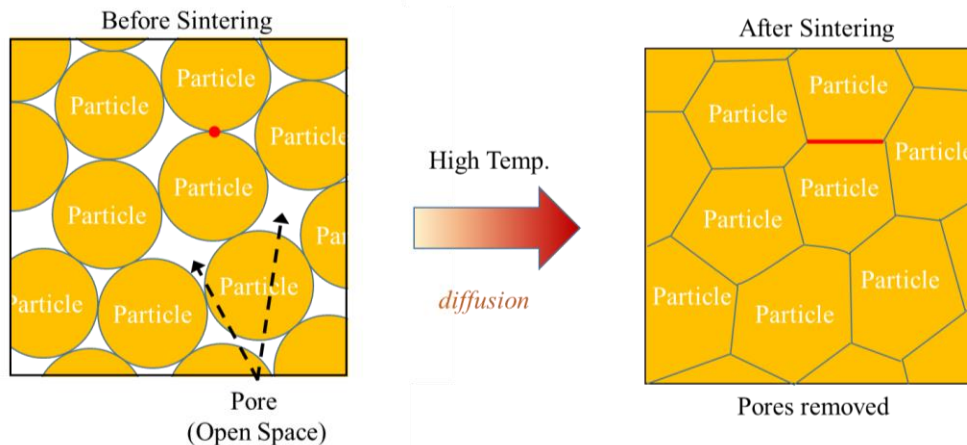 Before Sintering
Particle
Particle
Particle
Particle
Particle
Parti
Particle
Particle
Particle
Pore
(Open Space)
High Temp.
diffusion
After Sintering
Particle
Particle
Particle
Particle
Particle
Particle
Particle
Particle
Pores removed